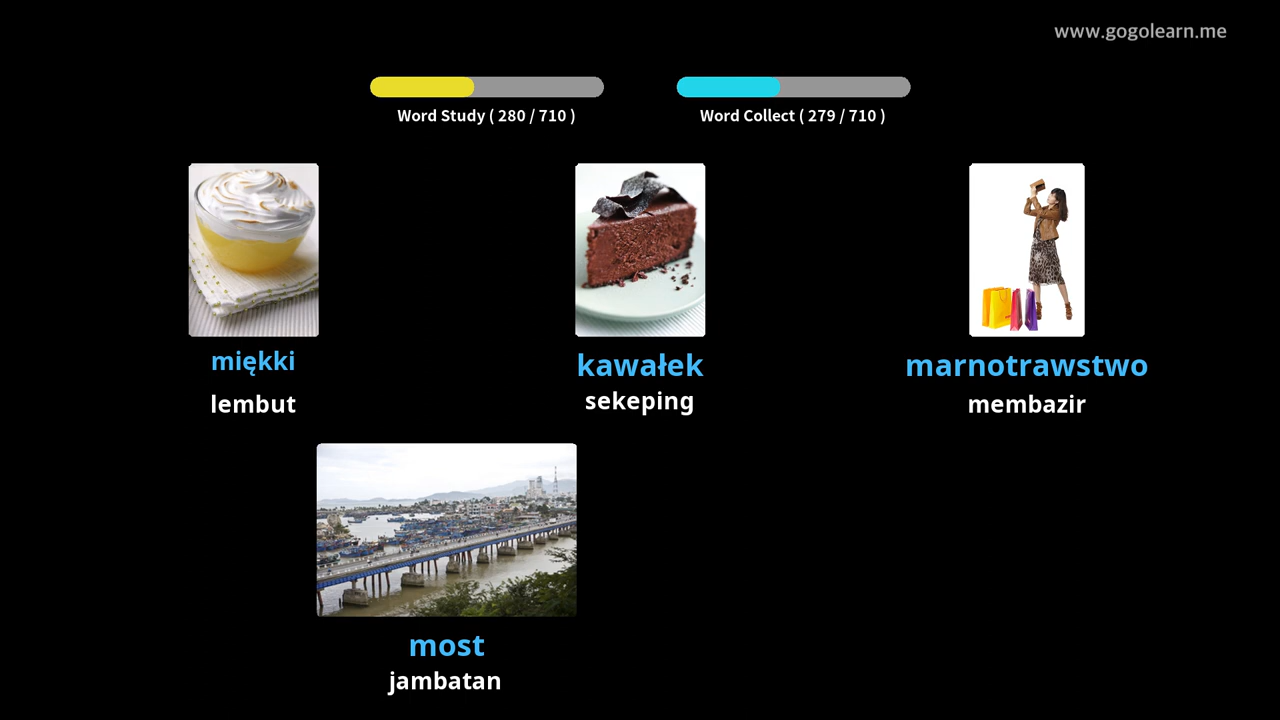 www.gogolearn.me
Word Study ( 280 / 710 )
Word Collect ( 279 / 710 )
miękki
lembut
kawałek
sekeping
marnotrawstwo
membazir
most
jambatan